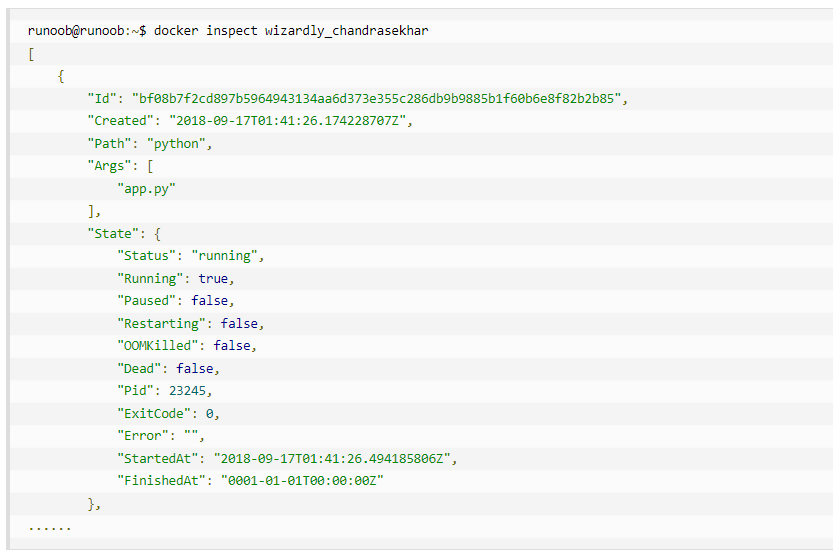 runoob@runoob:~$ docker inspect wizardly_chandrasekhar
[
    {
        "Id": "bf08b7f2cd897b5964943134aa6d373e355c286db9b9885b1f60b6e8f82b2b85",
        "Created": "2018-09-17T01:41:26.174228707Z",
        "Path": "python",
        "Args": [
            "app.py"
        ],
        "State": {
            "Status": "running",
            "Running": true,
            "Paused": false,
            "Restarting": false,
            "OOMKilled": false,
            "Dead": false,
            "Pid": 23245,
            "ExitCode": 0,
            "Error": "",
            "StartedAt": "2018-09-17T01:41:26.494185806Z",
            "FinishedAt": "0001-01-01T00:00:00Z"
        },
......